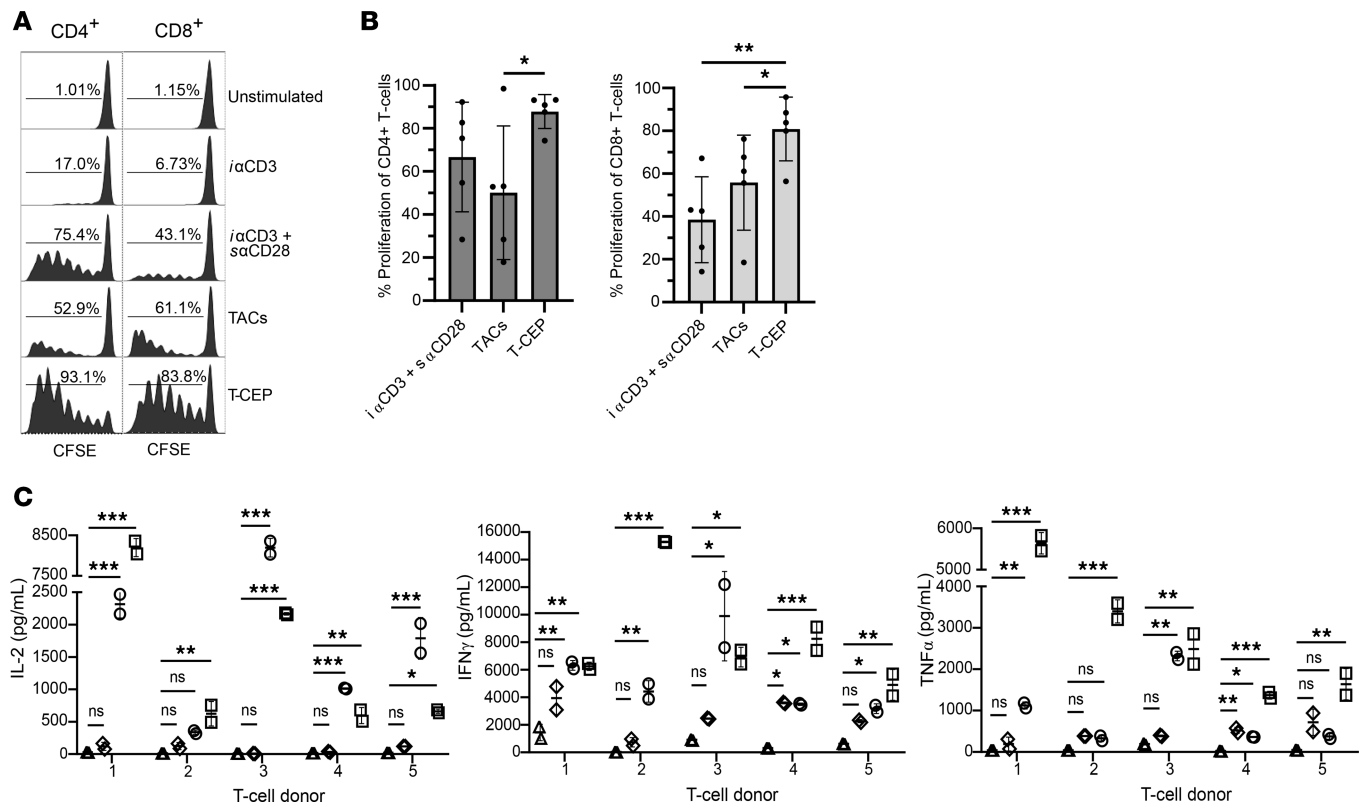 A
CD4+ CD8+
1.01% 1.15% Unstimulated
17.0% 6.73% iαCD3
75.4% 43.1% iαCD3 +
sαCD28
52.9% 61.1% TACs
93.1% 83.8% T-CEP
CFSE CFSE
B
*
% Proliferation of CD4+ T-cells
100
80
60
40
20
0
i αCD3 + s αCD28
TACs
T-CEP
**
*
% Proliferation of CD8+ T-cells
100
80
60
40
20
0
i αCD3 + s αCD28
TACs
T-CEP
C
IL-2 (pg/mL)
8500
7500
2500
2000
1500
1000
500
0
***
***
ns
**
ns
ns
***
***
ns
**
***
ns
***
*
ns
1 2 3 4 5
T-cell donor
IFNγ (pg/mL)
16000
14000
12000
10000
8000
6000
4000
2000
0
**
**
ns
***
**
ns
*
*
ns
***
*
*
**
*
ns
1 2 3 4 5
T-cell donor
TNFα (pg/mL)
6000
5000
4000
3000
2000
1000
0
***
**
ns
***
ns
ns
**
**
ns
***
*
**
**
ns
ns
1 2 3 4 5
T-cell donor